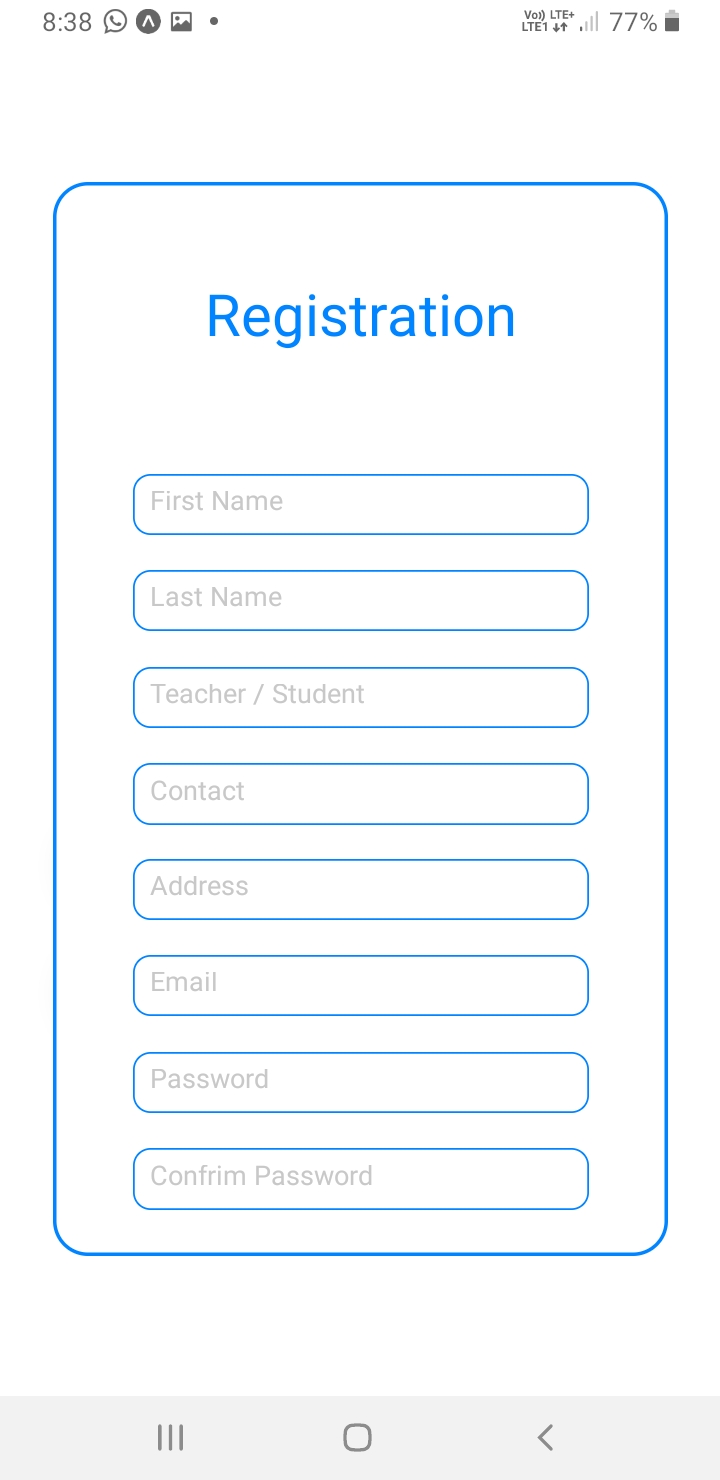 8:38
Vo)) LTE+
LTE1
77%
Registration
First Name
Last Name
Teacher / Student
Contact
Address
Email
Password
Confrim Password